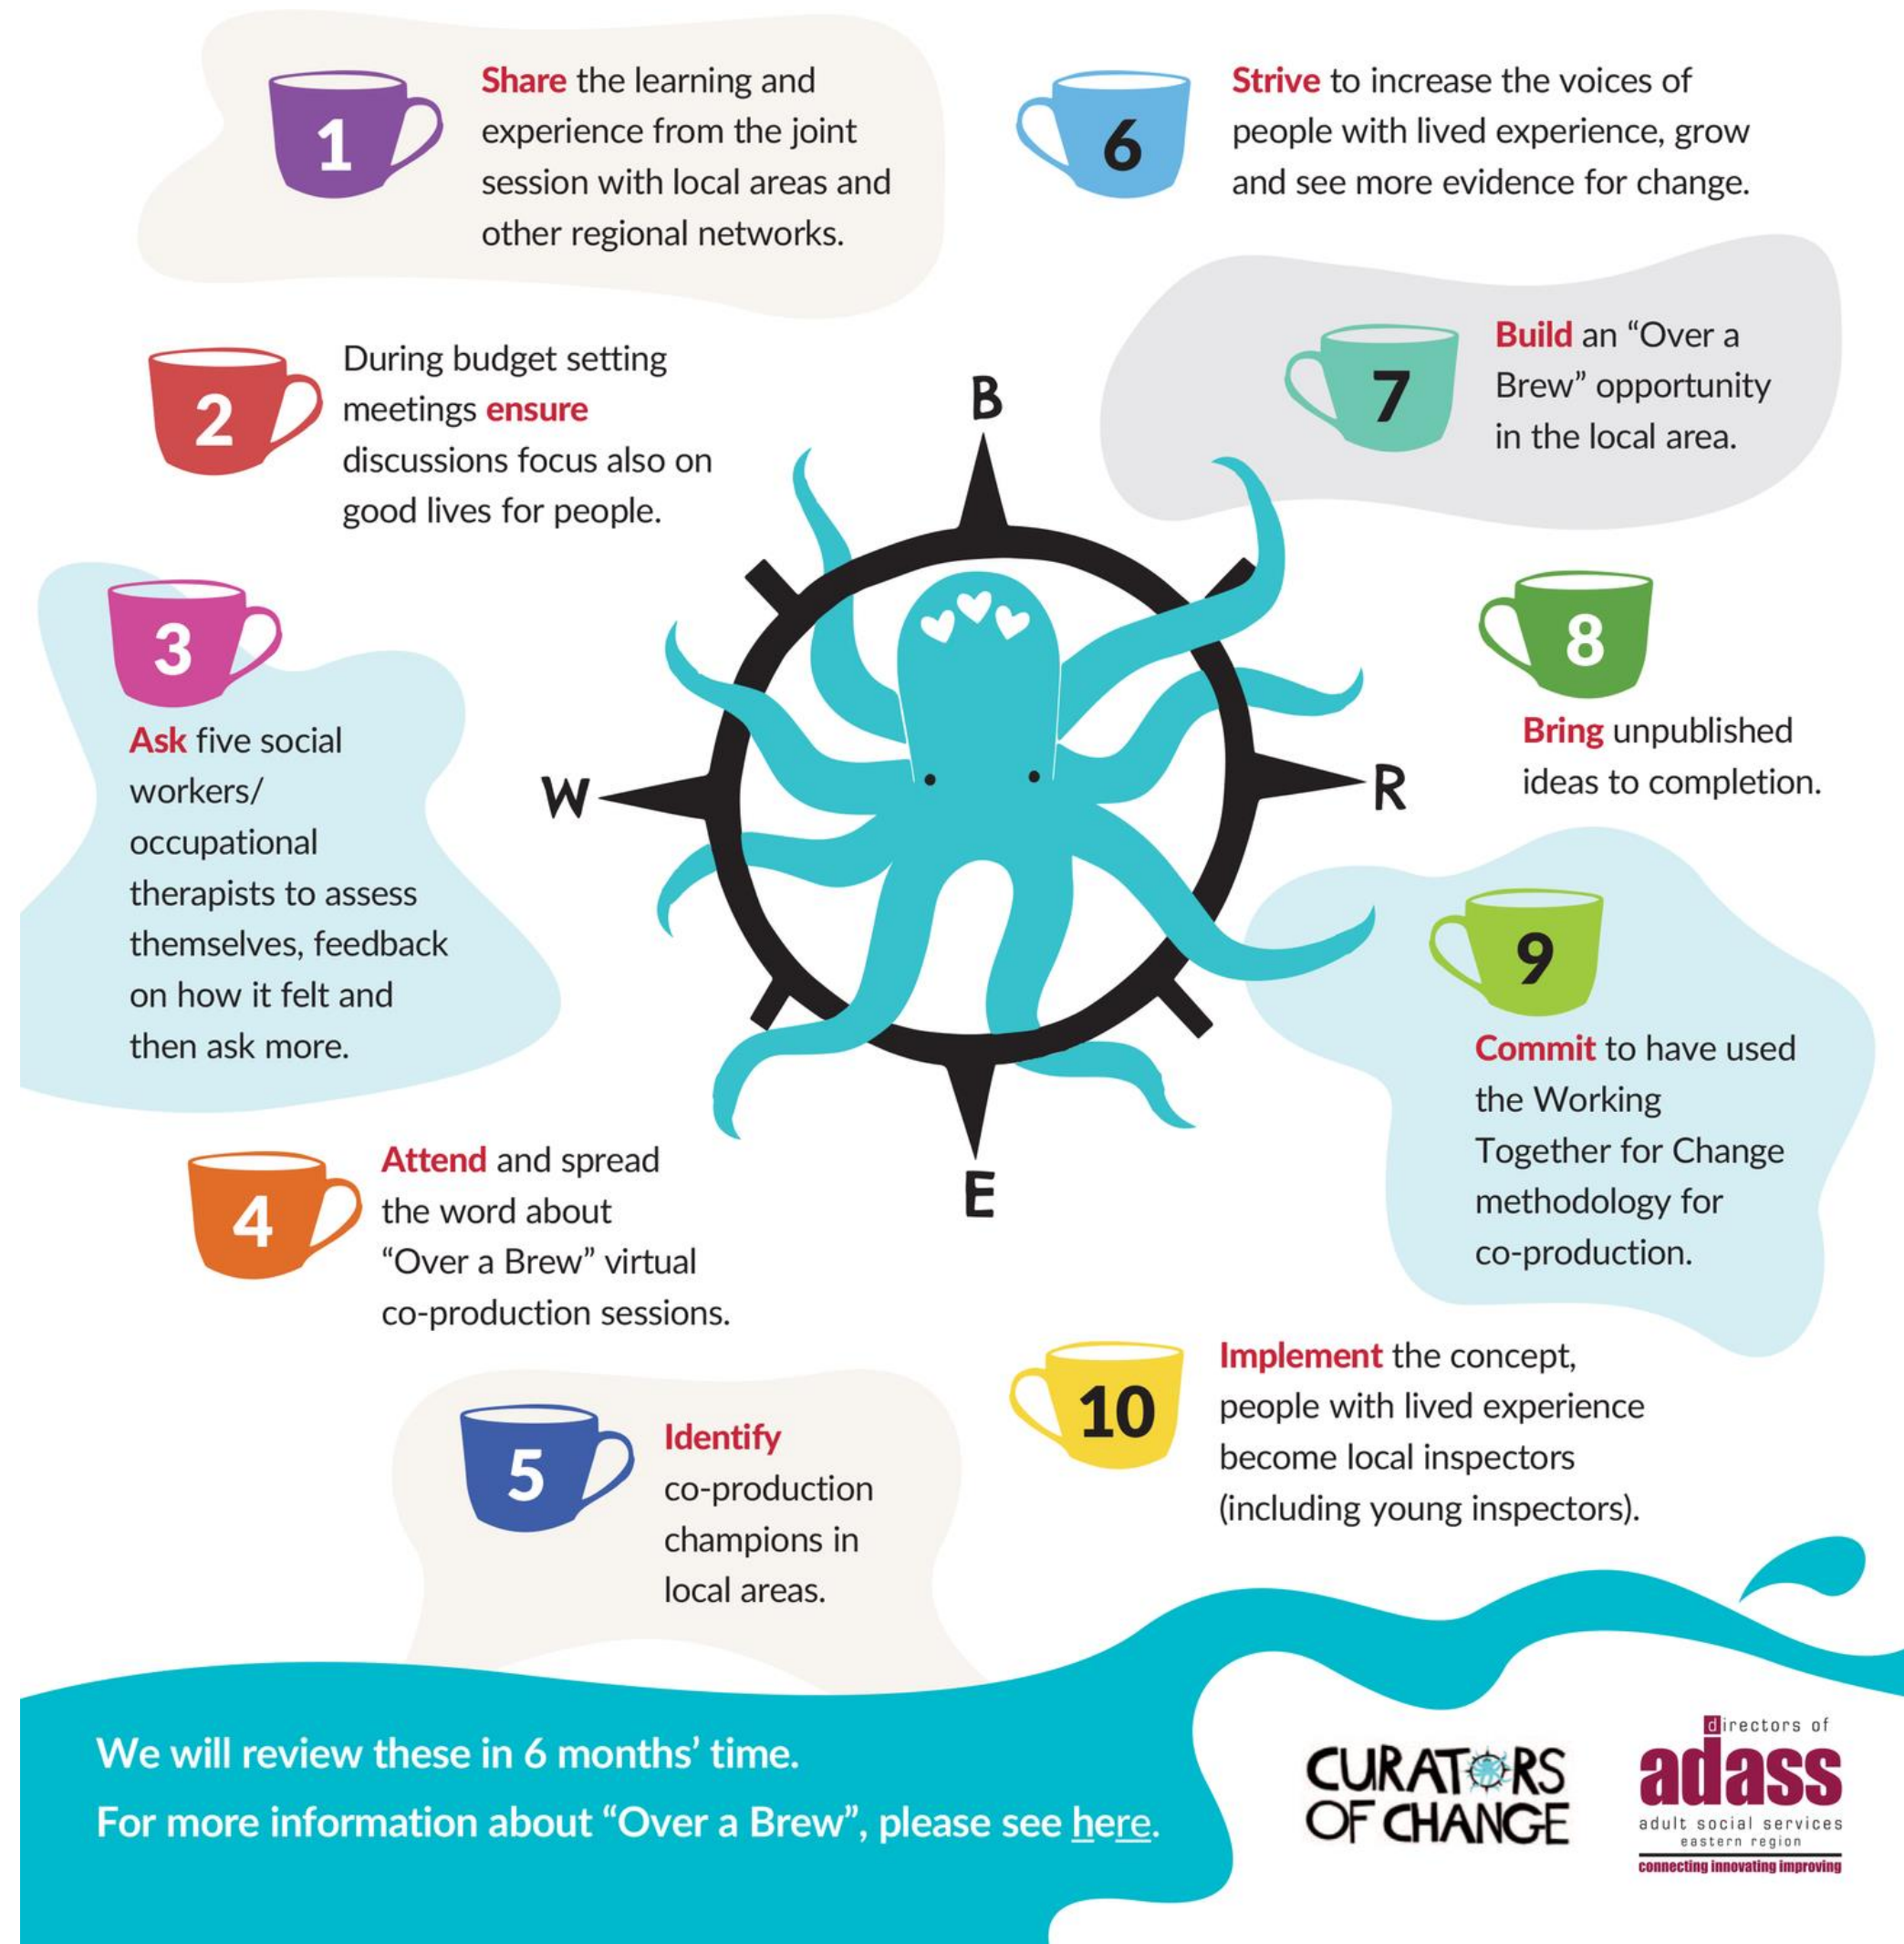 1
Share the learning and
experience from the joint
session with local areas and
other regional networks.
2
During budget setting
meetings ensure
discussions focus also on
good lives for people.
3
Ask five social
workers/
occupational
therapists to assess
themselves, feedback
on how it felt and
then ask more.
4
Attend and spread
the word about
“Over a Brew” virtual
co-production sessions.
5
Identify
co-production
champions in
local areas.
B
W
R
E
6
Strive to increase the voices of
people with lived experience, grow
and see more evidence for change.
7
Build an “Over a
Brew” opportunity
in the local area.
8
Bring unpublished
ideas to completion.
9
Commit to have used
the Working
Together for Change
methodology for
co-production.
10
Implement the concept,
people with lived experience
become local inspectors
(including young inspectors).
We will review these in 6 months’ time.
For more information about “Over a Brew”, please see here.
CURATORS
OF CHANGE
directors of
adass
adult social services
eastern region
connecting innovating improving